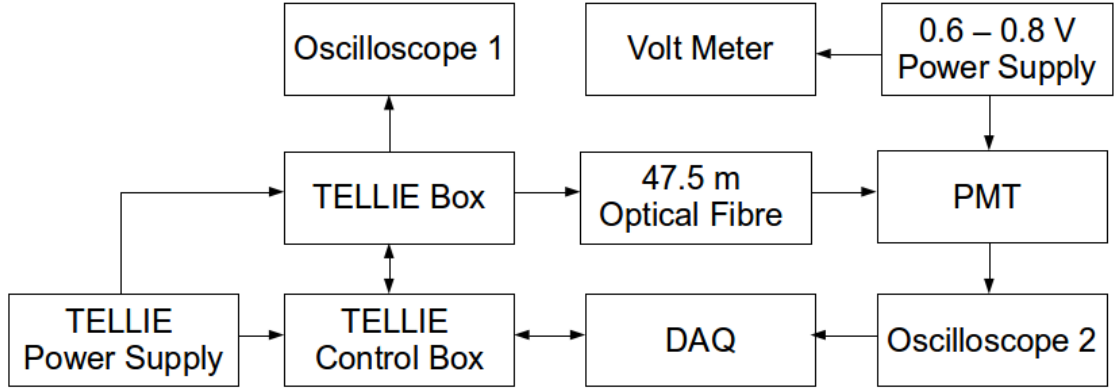 Oscilloscope 1
Volt Meter
0.6 – 0.8 V
Power Supply
TELLIE Box
47.5 m
Optical Fibre
PMT
TELLIE
Power Supply
TELLIE
Control Box
DAQ
Oscilloscope 2